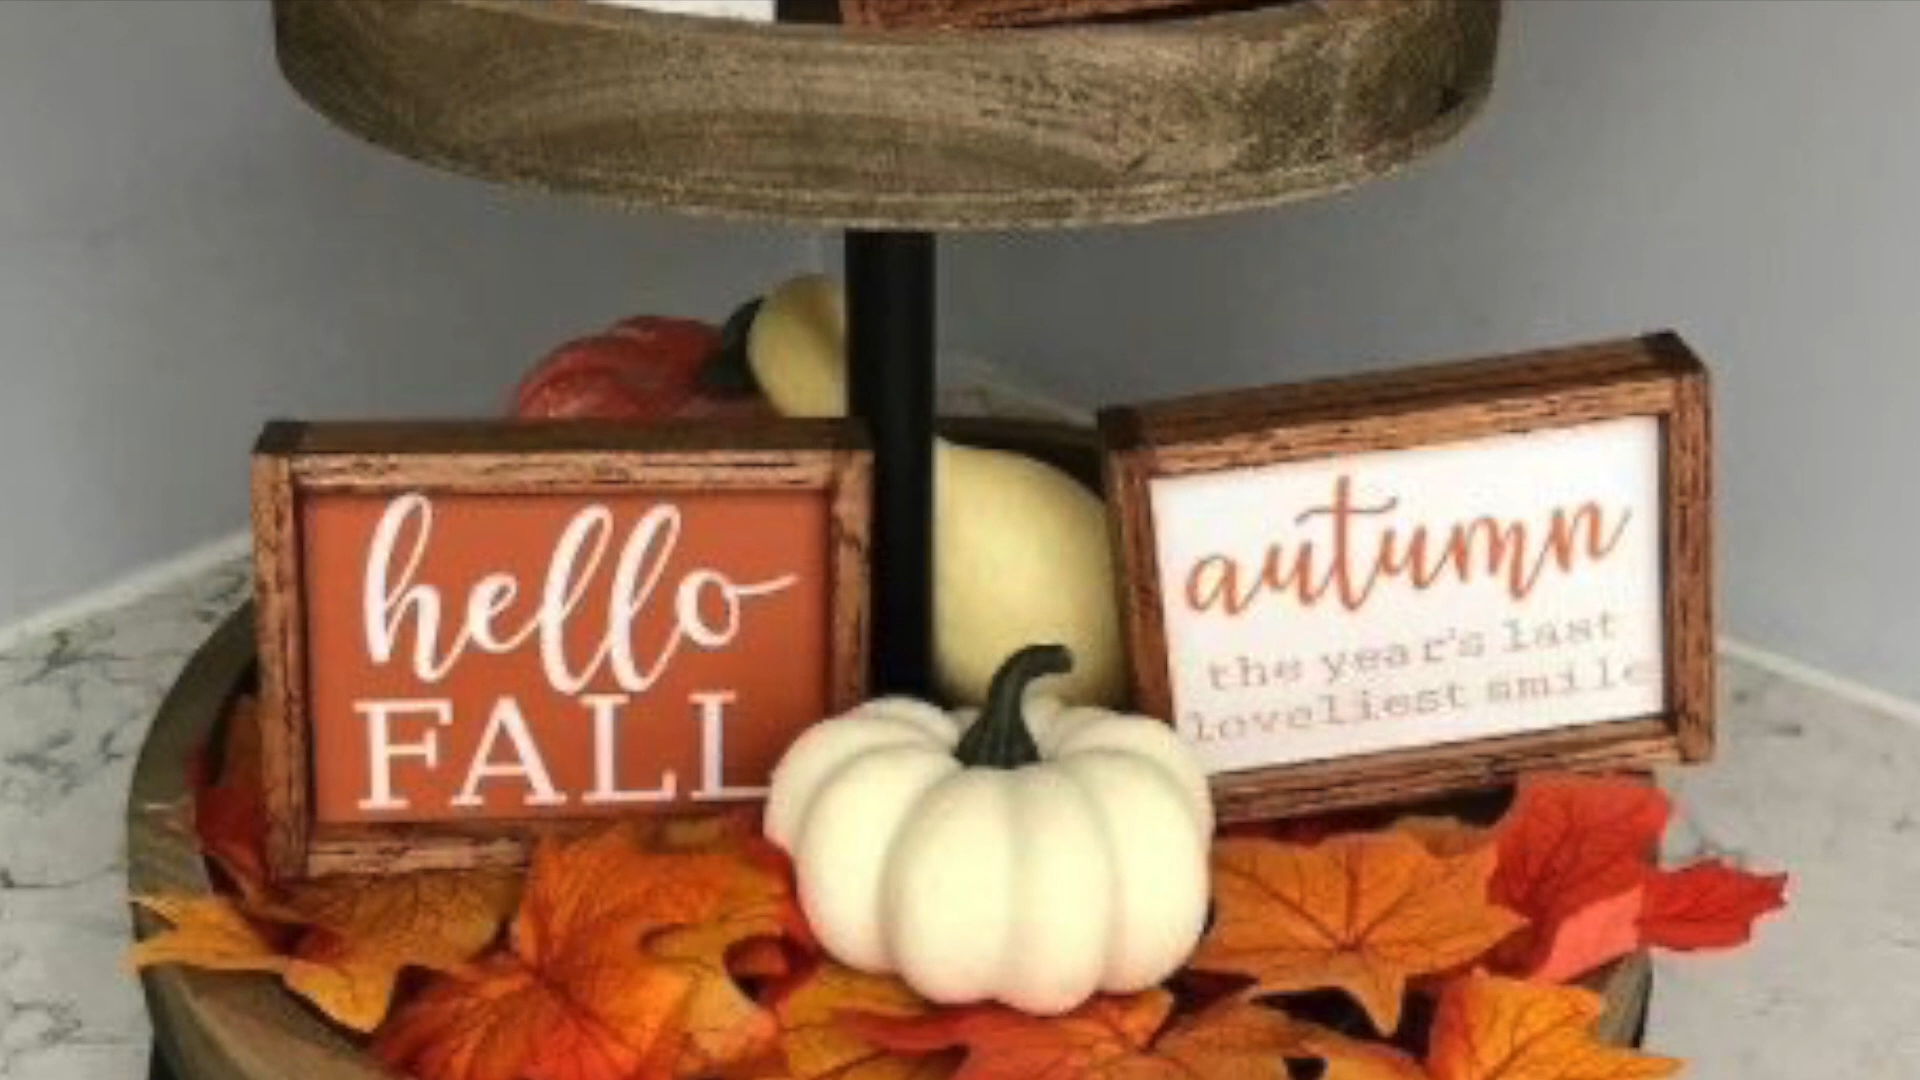 hello
FALL
autumn
the year's last
loveliest smile